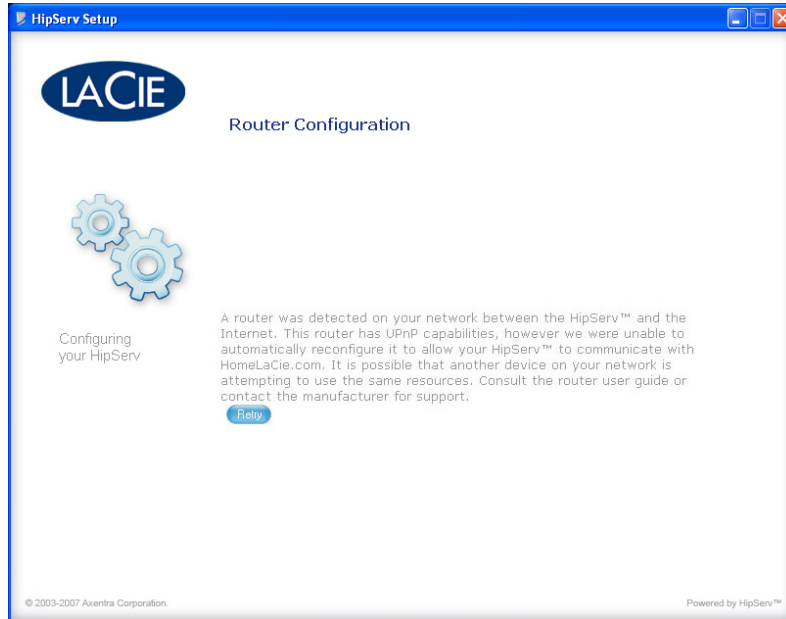 HipServ Setup
LACIE
Router Configuration
Configuring
your HipServ
A router was detected on your network between the HipServ™ and the
Internet. This router has UPnP capabilities, however we were unable to
automatically reconfigure it to allow your HipServ™ to communicate with
HomeLaCie.com. It is possible that another device on your network is
attempting to use the same resources. Consult the router user guide or
contact the manufacturer for support.
Retry
© 2003-2007 Axentra Corporation.
Powered by HipServ™